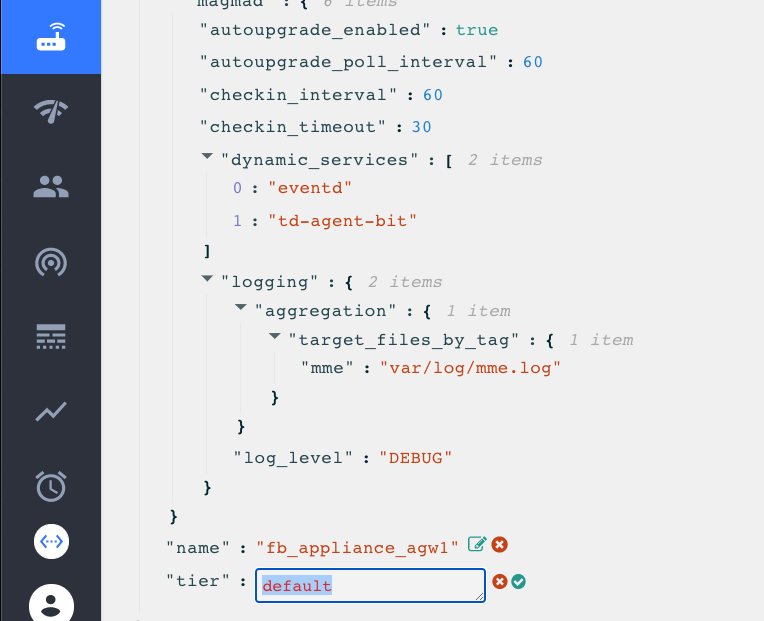 "magmad" : { 6 items
"autoupgrade_enabled" : true
"autoupgrade_poll_interval" : 60
"checkin_interval" : 60
"checkin_timeout" : 30
"dynamic_services" : [ 2 items
0 : "eventd"
1 : "td-agent-bit"
]
"logging" : { 2 items
"aggregation" : { 1 item
"target_files_by_tag" : { 1 item
"mme" : "var/log/mme.log"
}
}
"log_level" : "DEBUG"
}
}
"name" : "fb_appliance_agw1"
"tier" : default